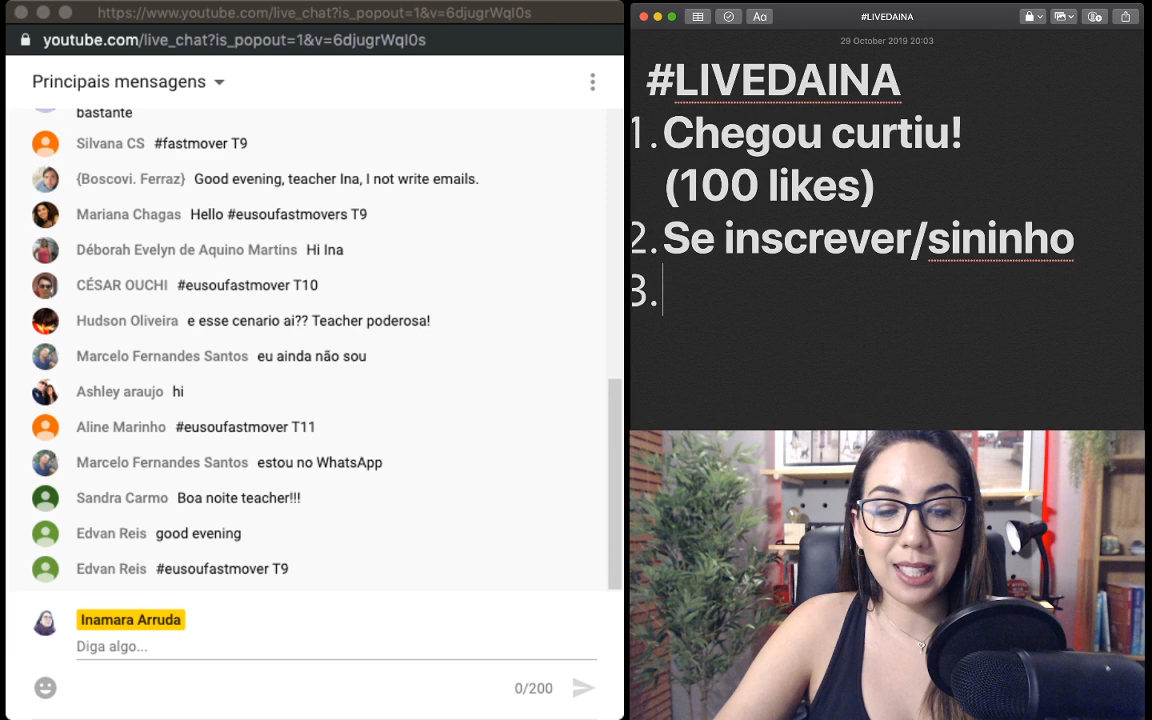 https://www.youtube.com/live_chat?is_popout=1&v=6djugrWqI0s
youtube.com/live_chat?is_popout=1&v=6djugrWqI0s
Principais mensagens
bastante
Silvana CS #fastmover T9
{Boscovi. Ferraz} Good evening, teacher Ina, I not write emails.
Mariana Chagas Hello #eusoufastmovers T9
Déborah Evelyn de Aquino Martins Hi Ina
CÉSAR OUCHI #eusoufastmover T10
Hudson Oliveira e esse cenario ai?? Teacher poderosa!
Marcelo Fernandes Santos eu ainda não sou
Ashley araujo hi
Aline Marinho #eusoufastmover T11
Marcelo Fernandes Santos estou no WhatsApp
Sandra Carmo Boa noite teacher!!!
Edvan Reis good evening
Edvan Reis #eusoufastmover T9
Inamara Arruda
Diga algo...
0/200
Aa
#LIVEDAINA
29 October 2019 20:03
#LIVEDAINA
1. Chegou curtiu!
(100 likes)
2. Se inscrever/sininho
3.